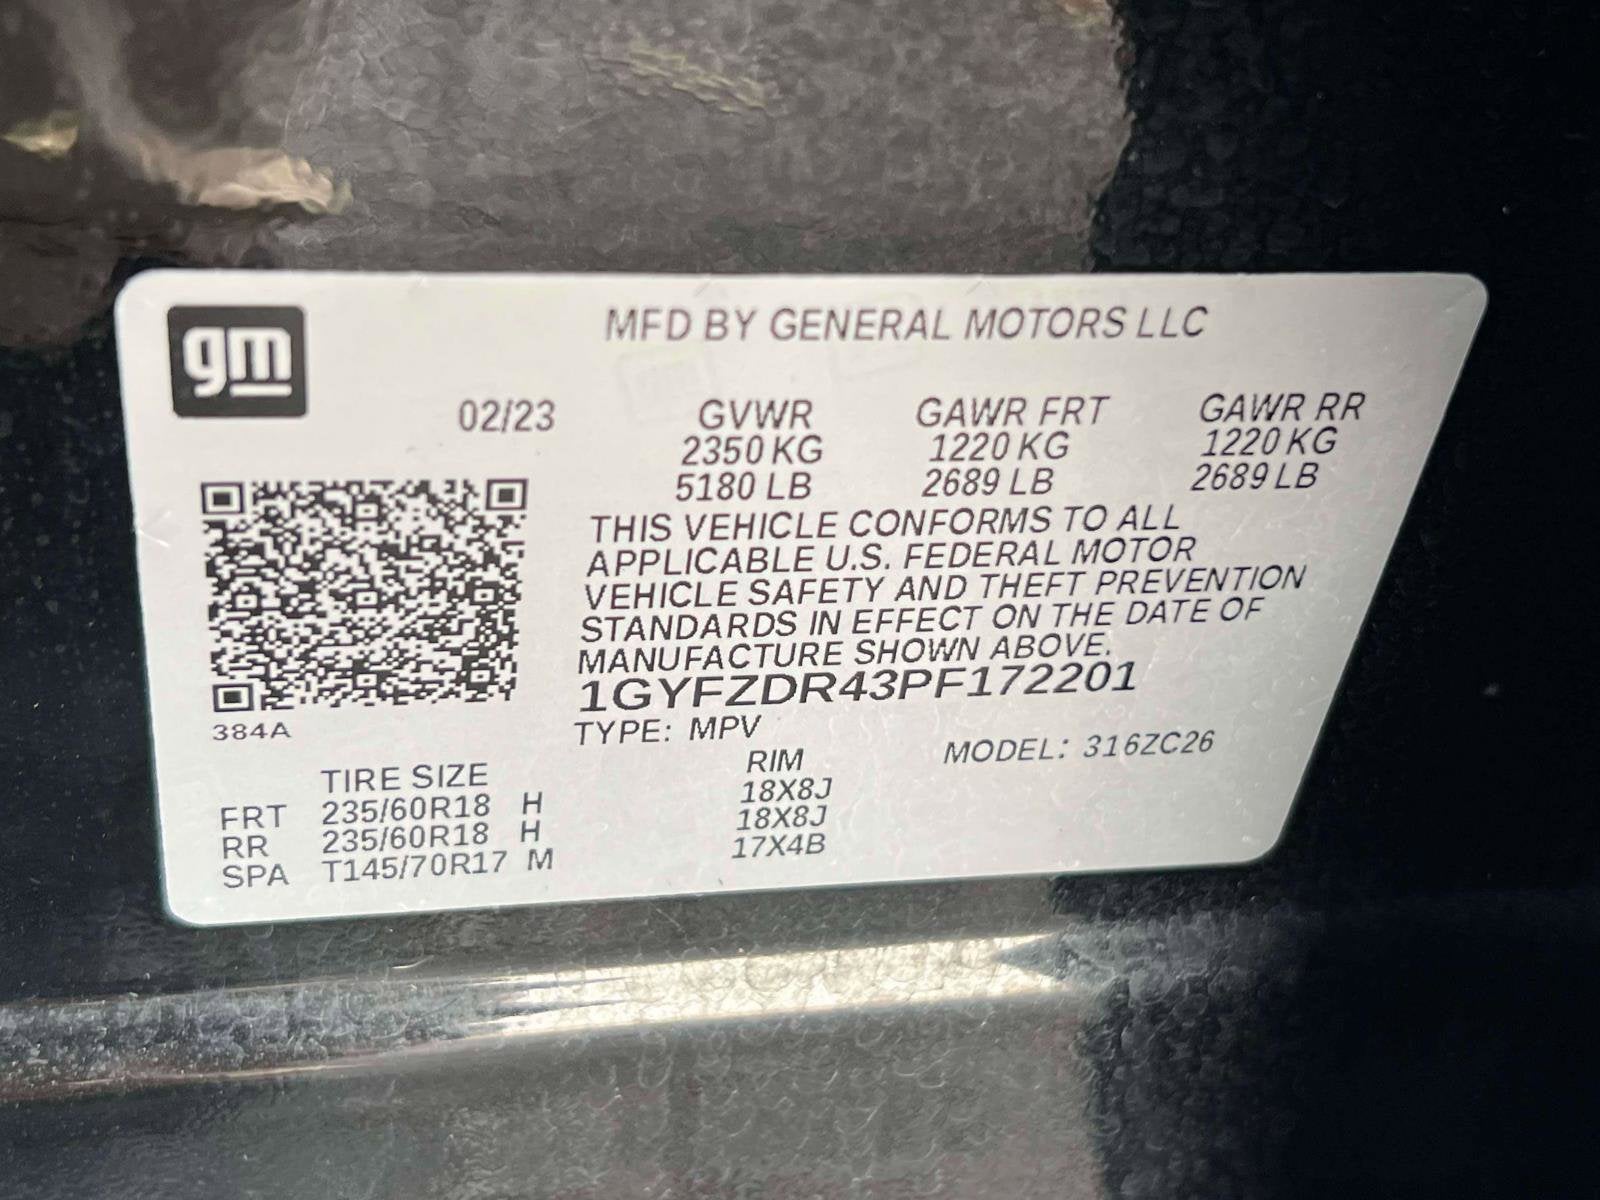 gm
MFD BY GENERAL MOTORS LLC
02/23 GVWR GAWR FRT GAWR RR
2350 KG 1220 KG 1220 KG
5180 LB 2689 LB 2689 LB
THIS VEHICLE CONFORMS TO ALL
APPLICABLE U.S. FEDERAL MOTOR
VEHICLE SAFETY AND THEFT PREVENTION
STANDARDS IN EFFECT ON THE DATE OF
MANUFACTURE SHOWN ABOVE.
1GYFZDR43PF172201
384A TYPE: MPV MODEL: 316ZC26
TIRE SIZE RIM
FRT 235/60R18 H 18X8J
RR 235/60R18 H 18X8J
SPA T145/70R17 M 17X4B